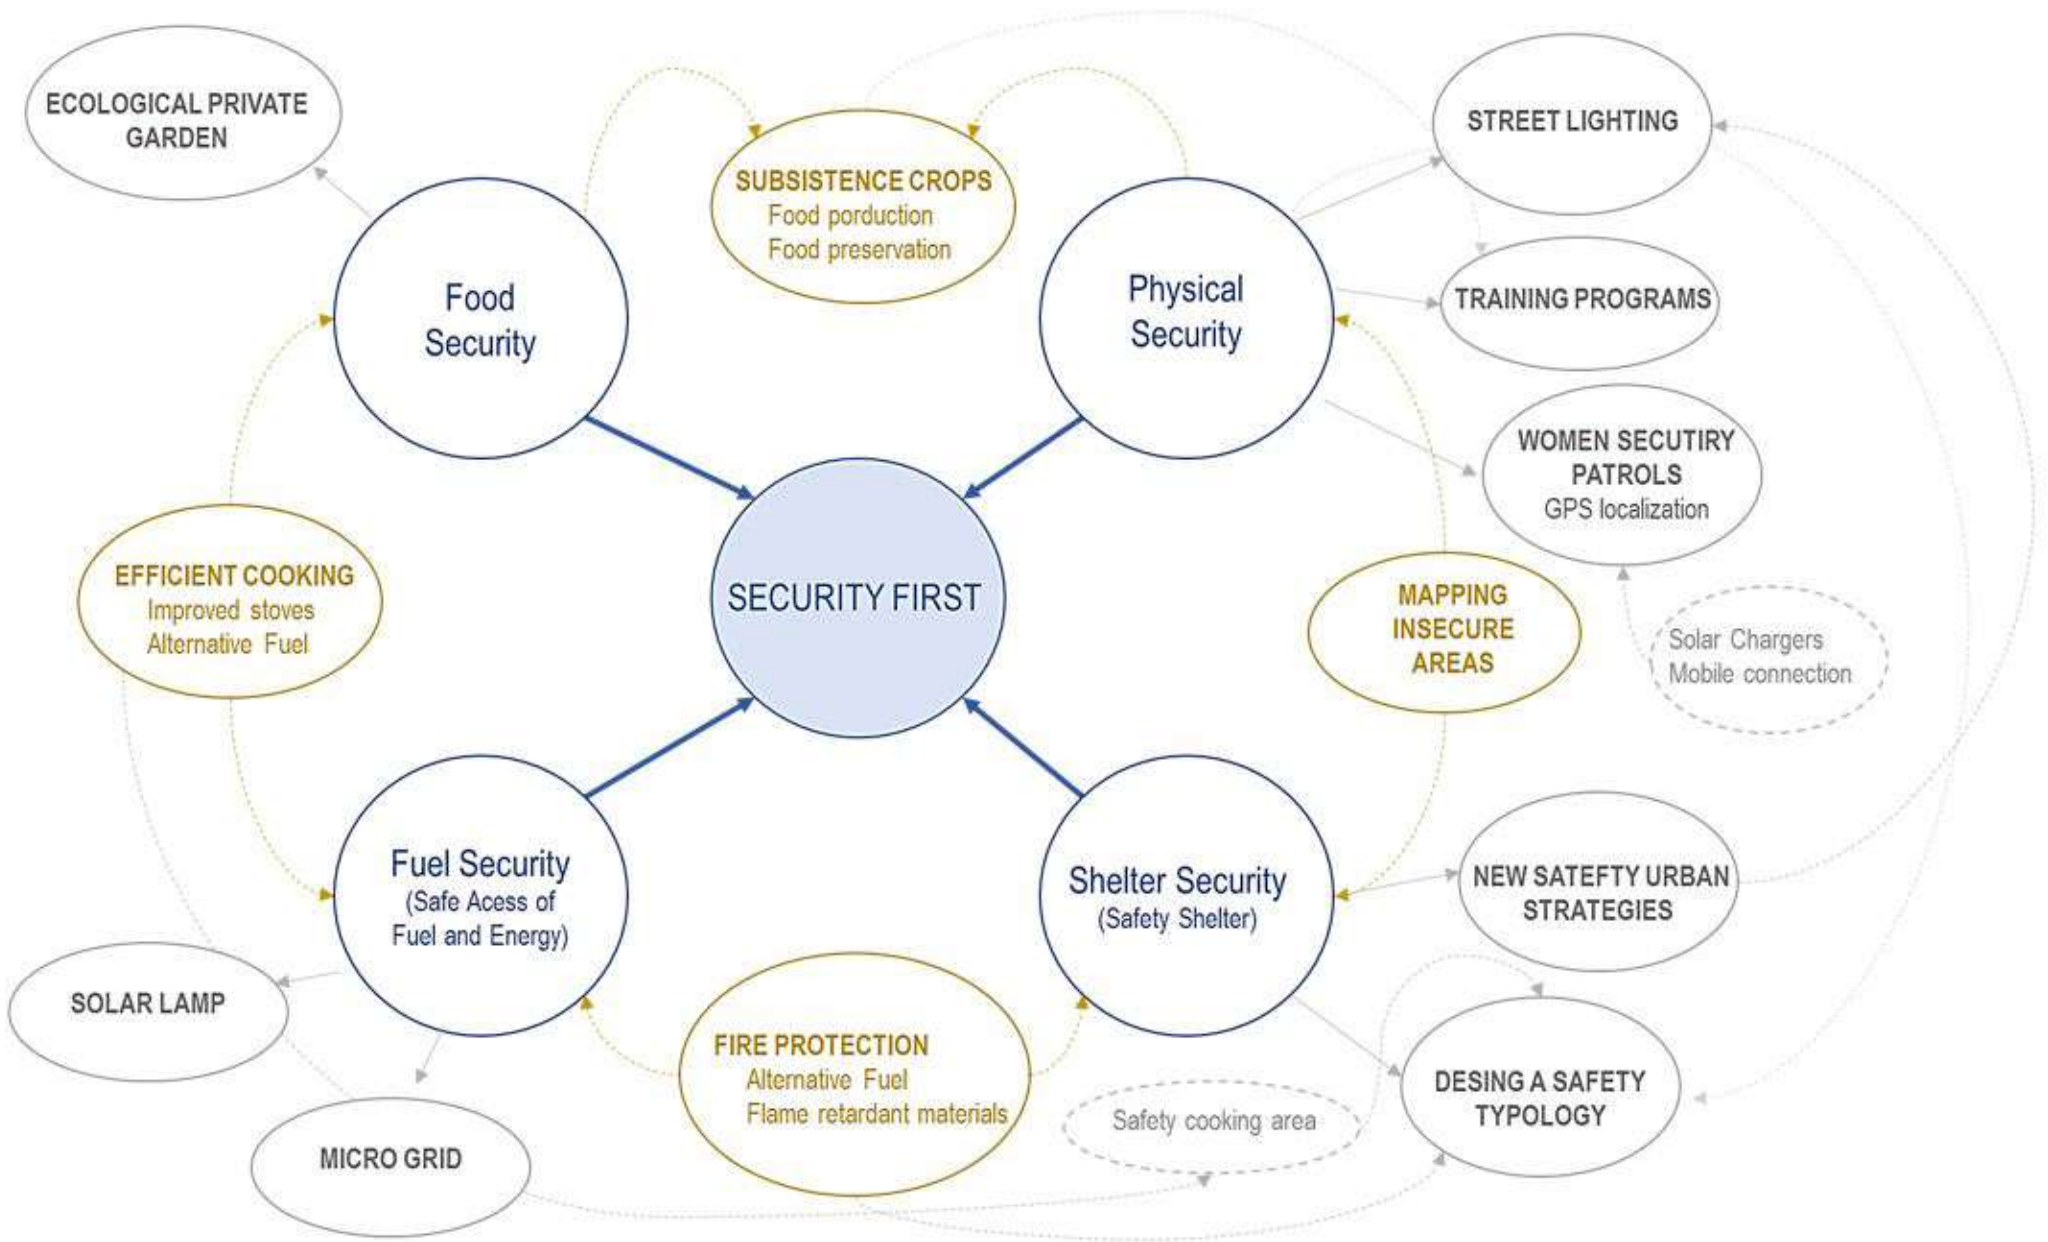 ECOLOGICAL PRIVATE
GARDEN
STREET LIGHTING
SUBSISTENCE CROPS
Food porduction
Food preservation
Food
Security
Physical
Security
TRAINING PROGRAMS
WOMEN SECUTIRY
PATROLS
GPS localization
EFFICIENT COOKING
Improved stoves
Alternative Fuel
SECURITY FIRST
MAPPING
INSECURE
AREAS
Solar Chargers
Mobile connection
Fuel Security
(Safe Acess of
Fuel and Energy)
Shelter Security
(Safety Shelter)
NEW SATEFTY URBAN
STRATEGIES
SOLAR LAMP
FIRE PROTECTION
Alternative Fuel
Flame retardant materials
Safety cooking area
DESING A SAFETY
TYPOLOGY
MICRO GRID